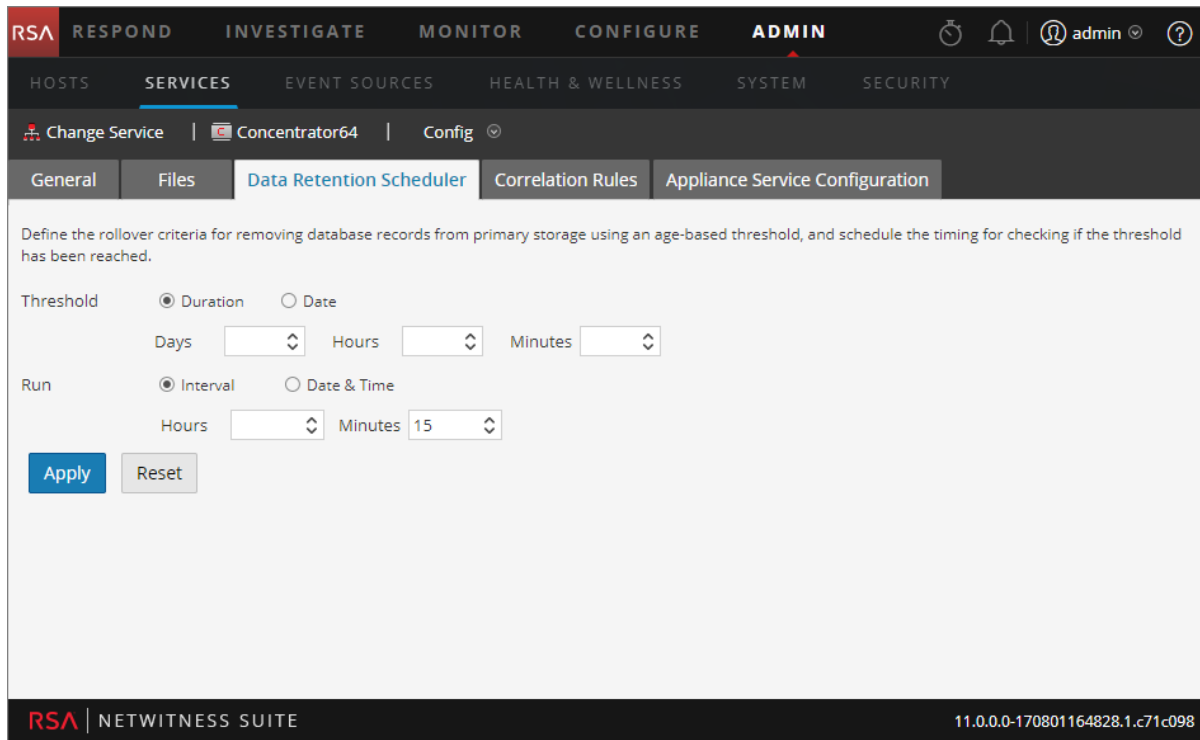 RSA RESPOND INVESTIGATE MONITOR CONFIGURE ADMIN admin ?
HOSTS SERVICES EVENT SOURCES HEALTH & WELLNESS SYSTEM SECURITY
Change Service | C Concentrator64 | Config
General Files Data Retention Scheduler Correlation Rules Appliance Service Configuration
Define the rollover criteria for removing database records from primary storage using an age-based threshold, and schedule the timing for checking if the threshold
has been reached.
Threshold Duration Date
Days Hours Minutes
Run Interval Date & Time
Hours Minutes 15
Apply Reset
RSA | NETWITNESS SUITE 11.0.0.0-170801164828.1.c71c098